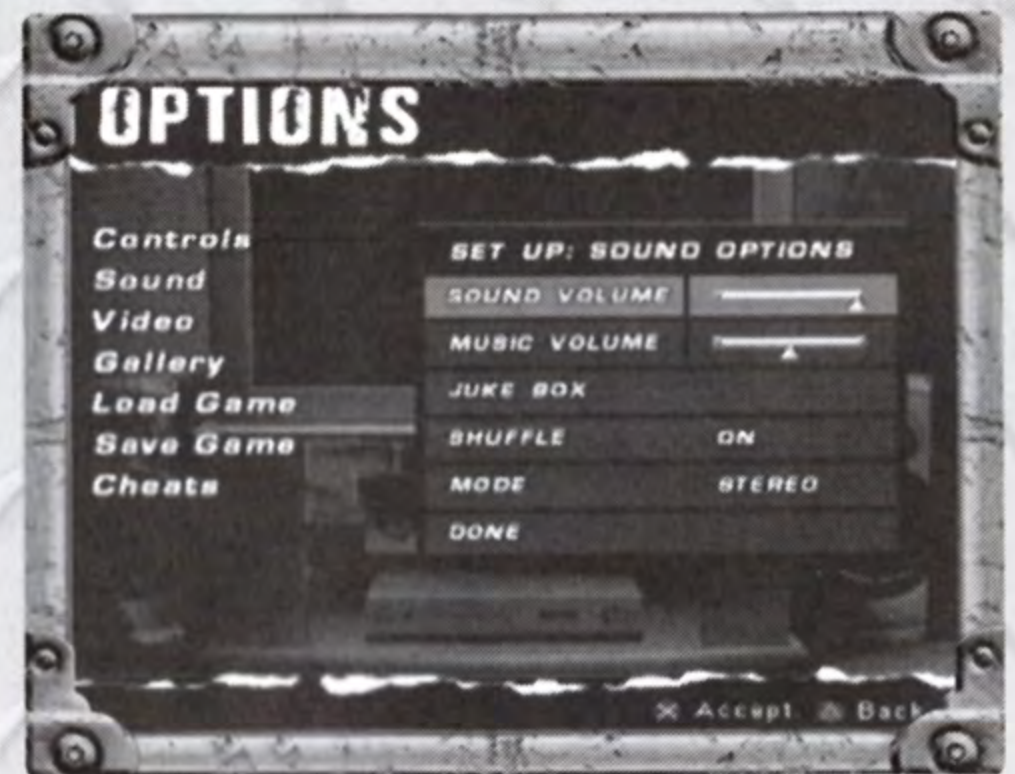 OPTIONS
Controls
Sound
Video
Gallery
Load Game
Save Game
Cheats
SET UP: SOUND OPTIONS
SOUND VOLUME
MUSIC VOLUME
JUKE BOX
SHUFFLE ON
MODE STEREO
DONE
Accept Back